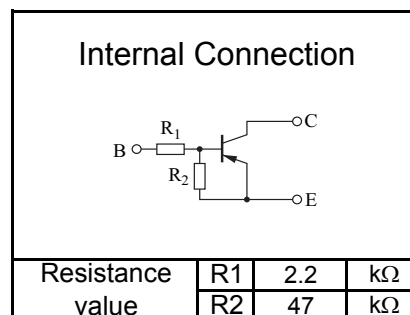 Internal Connection
C
R1
B
R2
E
Resistance value R1 2.2 kΩ
R2 47 kΩ